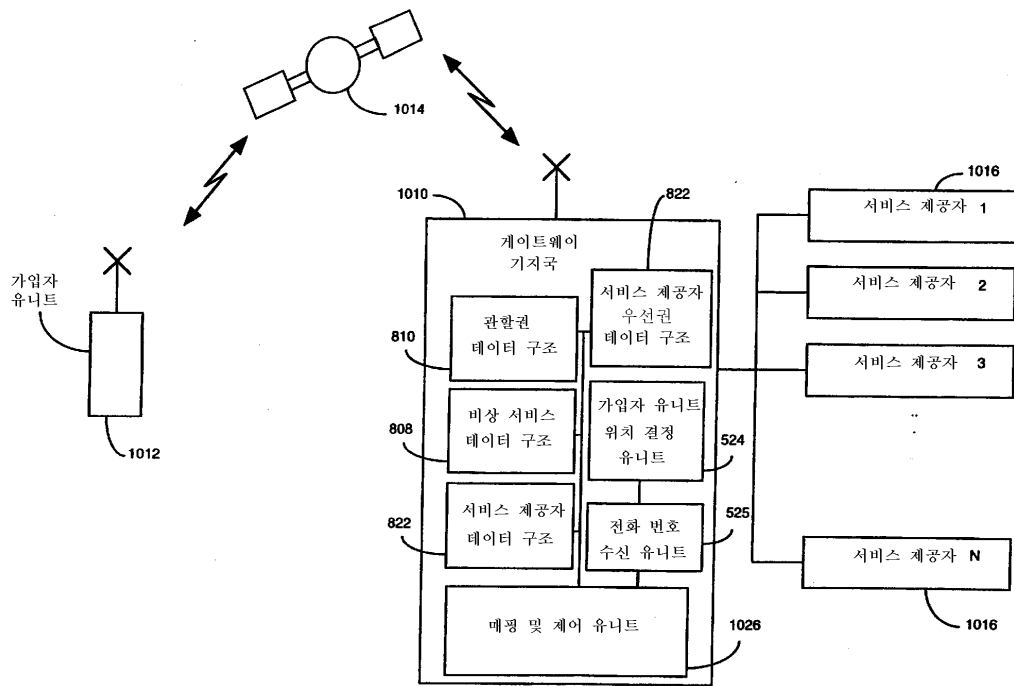 1014
1016
1010
822
서비스 제공자 1
게이트웨이
기지국
가입자
유니트
서비스 제공자
우선권
데이터 구조
서비스 제공자 2
관할권
데이터 구조
810
서비스 제공자 3
비상 서비스
데이터 구조
808
가입자 유니트
위치 결정
유니트
524
1012
525
822
서비스 제공자
데이터 구조
전화 번호
수신 유니트
서비스 제공자 N
매핑 및 제어 유니트
1026
1016